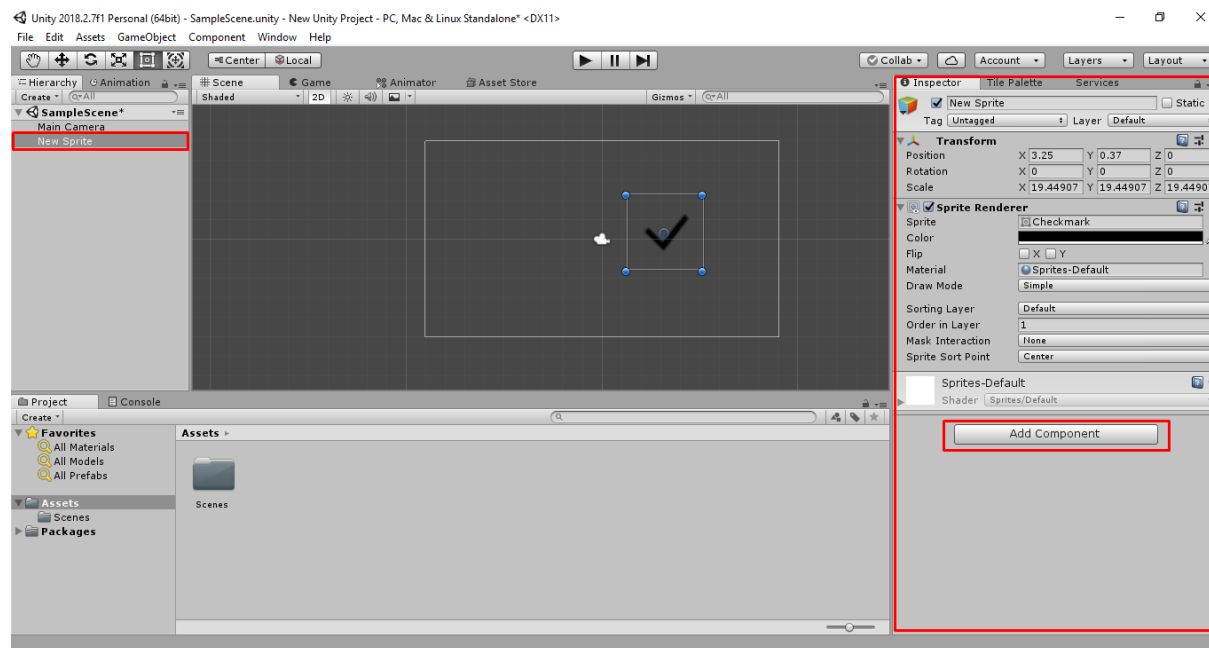 Unity 2018.2.7f1 Personal (64bit) - SampleScene.unity - New Unity Project - PC, Mac & Linux Standalone* <DX11>
File Edit Assets GameObject Component Window Help
Center Local Collab Account Layers Layout
Hierarchy Animation Scene Game Animator Asset Store Inspector Tile Palette Services
Create All Shaded 2D Gizmos All New Sprite Static
SampleScene* Tag Untagged Layer Default
Main Camera Transform
New Sprite Position X 3.25 Y 0.37 Z 0
Rotation X 0 Y 0 Z 0
Scale X 19.44907 Y 19.44907 Z 19.4490
Sprite Renderer
Sprite Checkmark
Color
Flip X Y
Material Sprites-Default
Draw Mode Simple
Sorting Layer Default
Order in Layer 1
Mask Interaction None
Sprite Sort Point Center
Sprites-Default
Shader Sprites/Default
Add Component
Project Console
Create
Favorites Assets
All Materials
All Models
All Prefabs
Assets Scenes
Scenes
Packages